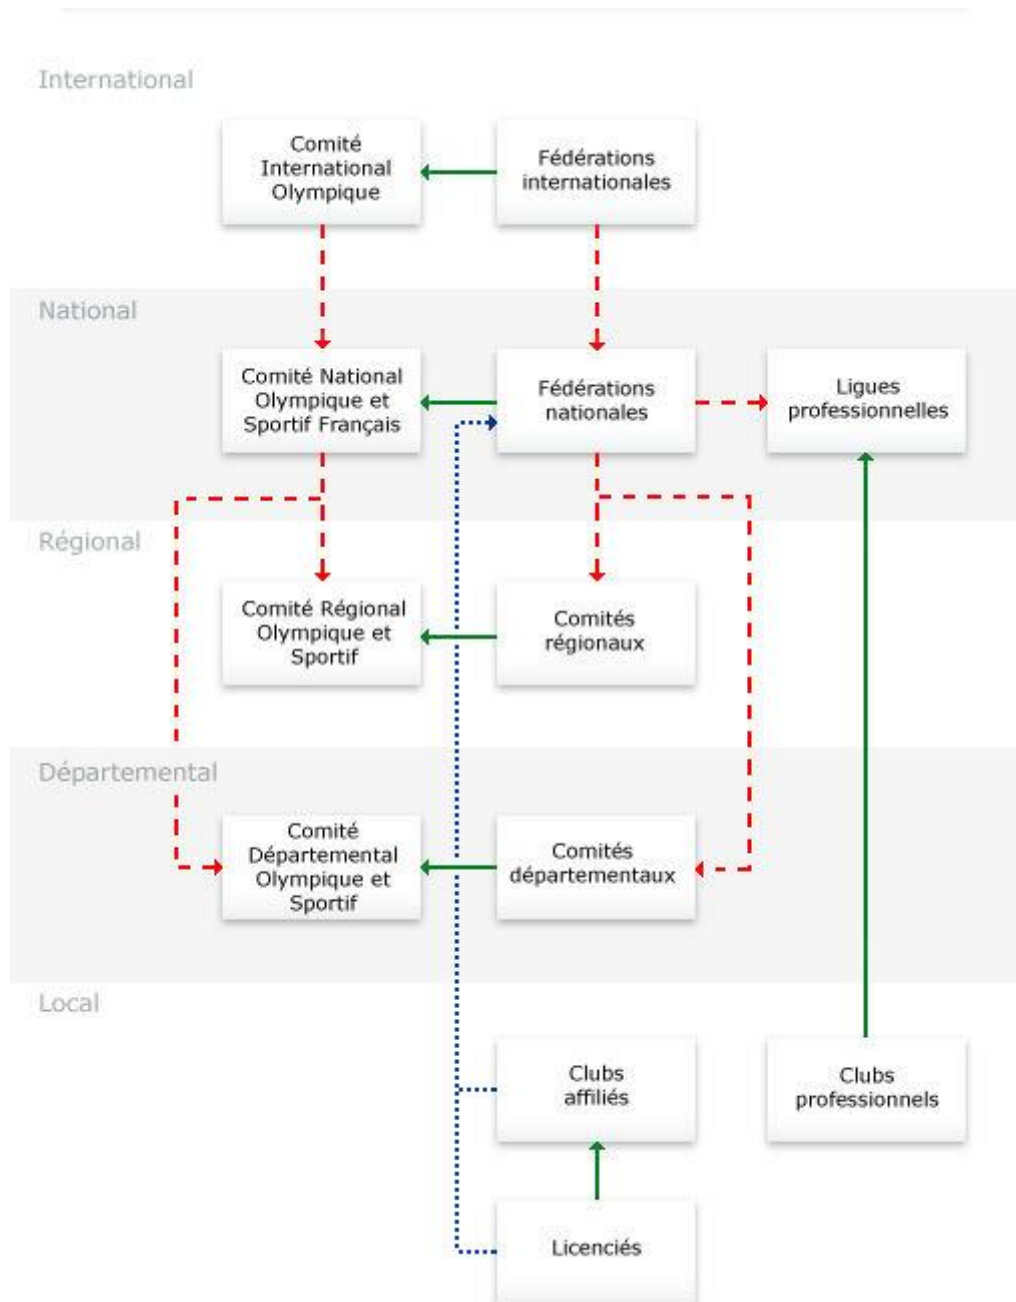 International
Comité
International
Olympique
Fédérations
internationales
National
Comité National
Olympique et
Sportif Français
Fédérations
nationales
Ligues
professionnelles
Régional
Comité Régional
Olympique et
Sportif
Comités
régionaux
Départemental
Comité
Départemental
Olympique et
Sportif
Comités
départementaux
Local
Clubs
affiliés
Clubs
professionnels
Licenciés